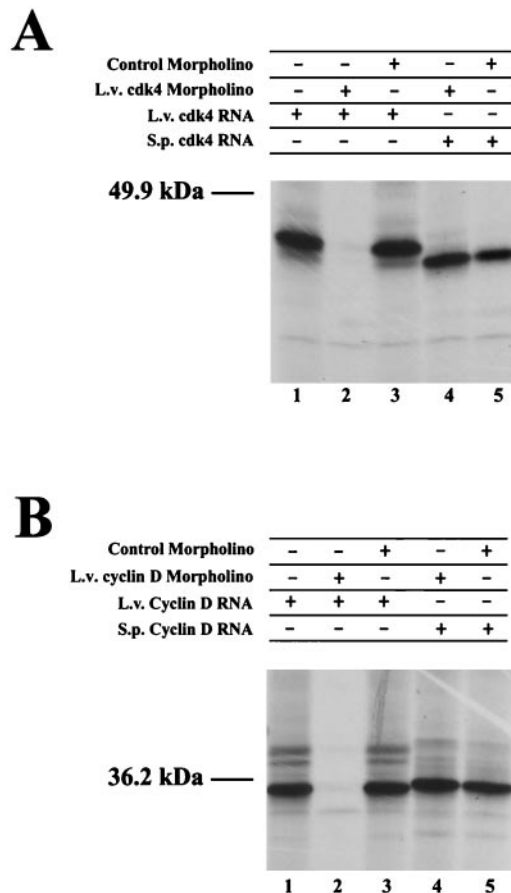 A
Control Morpholino – – + – +
L.v. cdk4 Morpholino – + – + –
L.v. cdk4 RNA + + + – –
S.p. cdk4 RNA – – – + +
49.9 kDa
1 2 3 4 5
B
Control Morpholino – – + – +
L.v. cyclin D Morpholino – + – + –
L.v. Cyclin D RNA + + + – –
S.p. Cyclin D RNA – – – + +
36.2 kDa
1 2 3 4 5